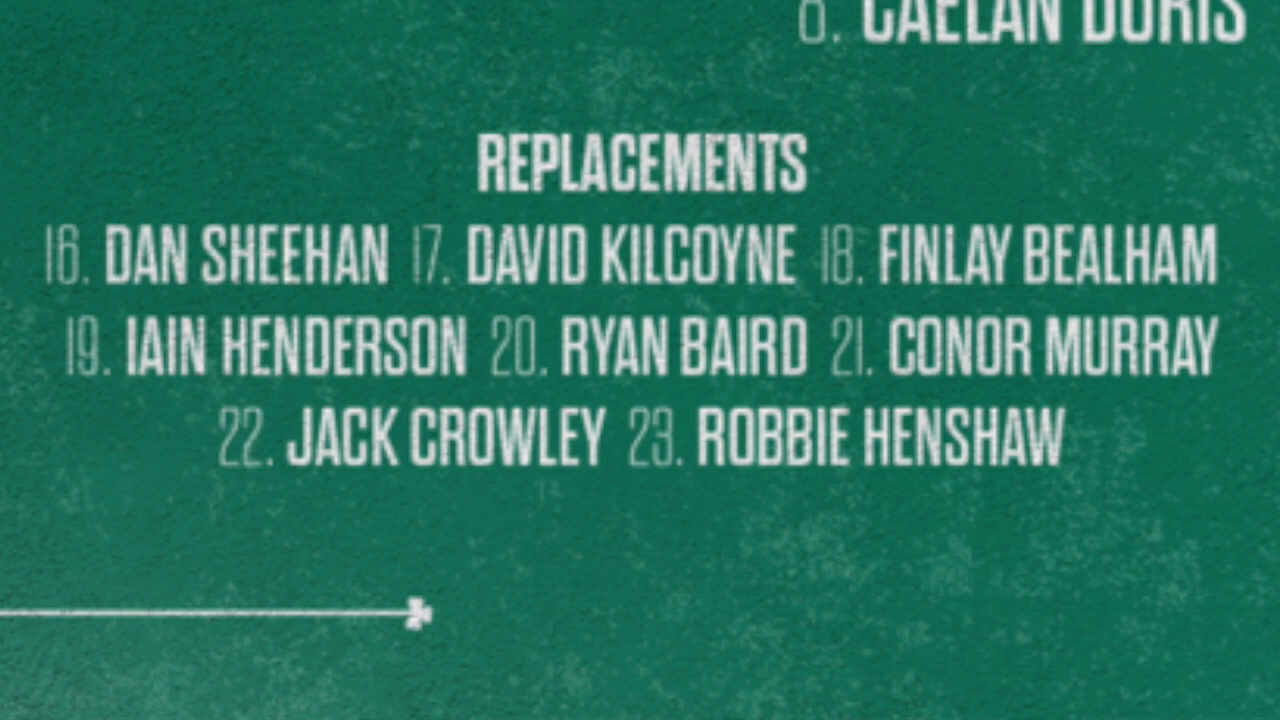 8. CAELAN DORIS
REPLACEMENTS
16. DAN SHEEHAN 17. DAVID KILCOYNE 18. FINLAY BEALHAM
19. IAIN HENDERSON 20. RYAN BAIRD 21. CONOR MURRAY
22. JACK CROWLEY 23. ROBBIE HENSHAW